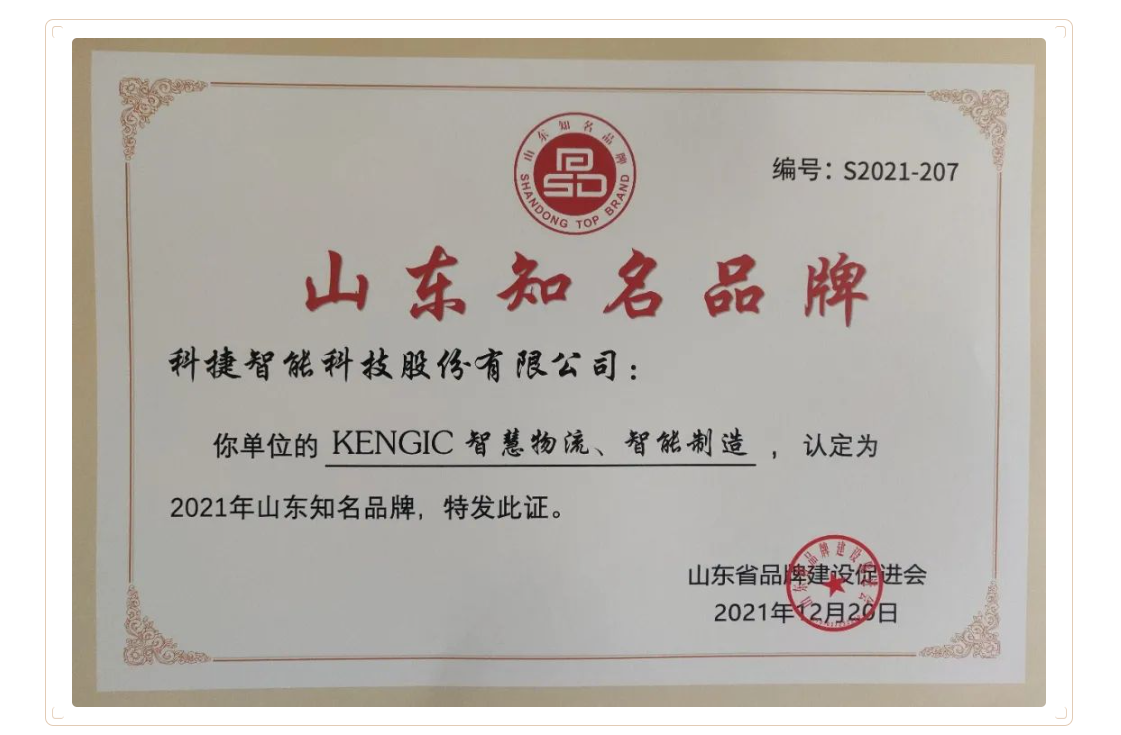 山东知名品牌
SHANDONG TOP BRAND
编号：S2021-207
山东知名品牌
科捷智能科技股份有限公司：
你单位的 KENGIC 智慧物流、智能制造 ， 认定为
2021年山东知名品牌，特发此证。
山东省品牌建设促进会
2021年12月20日